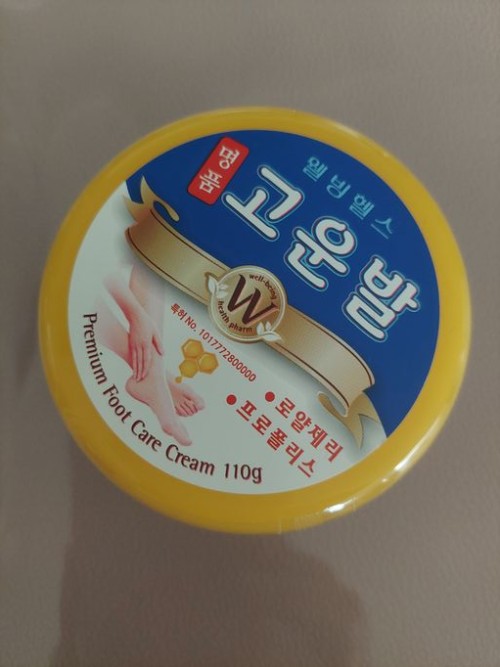 웰빙헬스
명품
고운발
well-being
W
health pharm
특허 No. 1017772800000
• 로얄제리
• 프로폴리스
Premium Foot Care Cream 110g